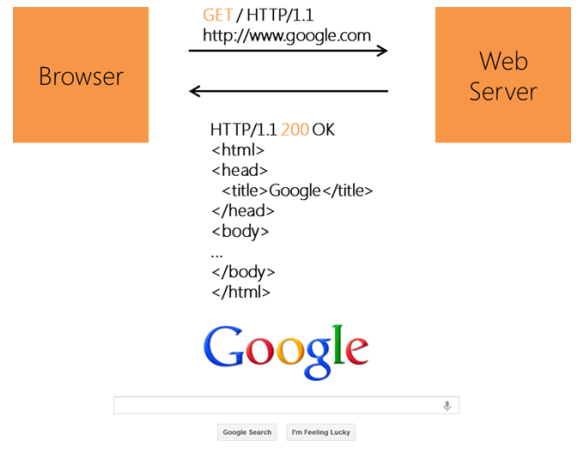 GET / HTTP/1.1
http://www.google.com
Browser
Web
Server
HTTP/1.1 200 OK
<html>
<head>
  <title>Google</title>
</head>
<body>
...
</body>
</html>
Google
Google Search
I'm Feeling Lucky